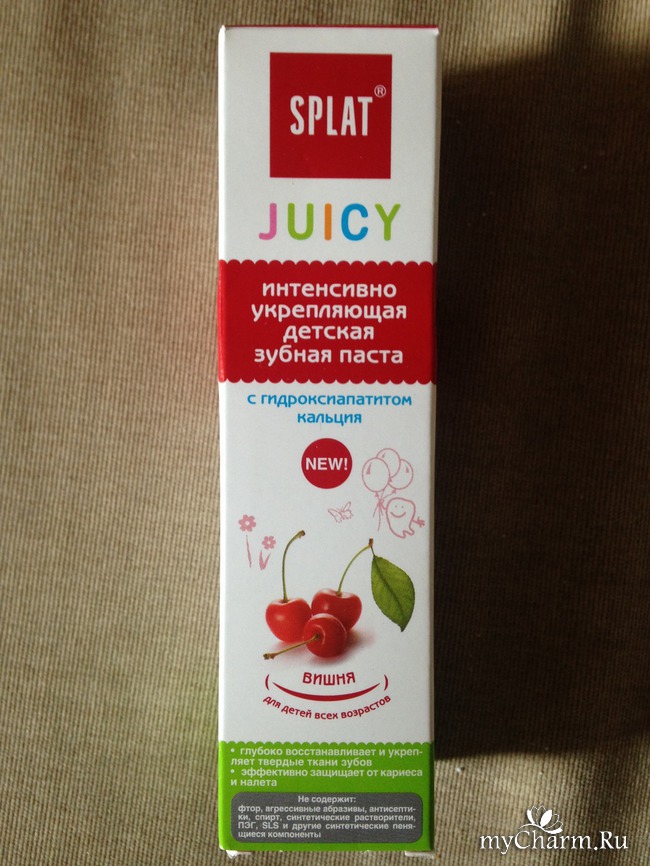 SPLAT®
JUICY
интенсивно
укрепляющая
детская
зубная паста
с гидроксиапатитом
кальция
NEW!
вишня
для детей всех возрастов
• глубоко восстанавливает и укреп-
ляет твердые ткани зубов
• эффективно защищает от кариеса
и налета
Не содержит:
фтор, агрессивные абразивы, антисепти-
ки, спирт, синтетические растворители,
ПЭГ, SLS и другие синтетические пеня-
щиеся компоненты
myCharm.Ru